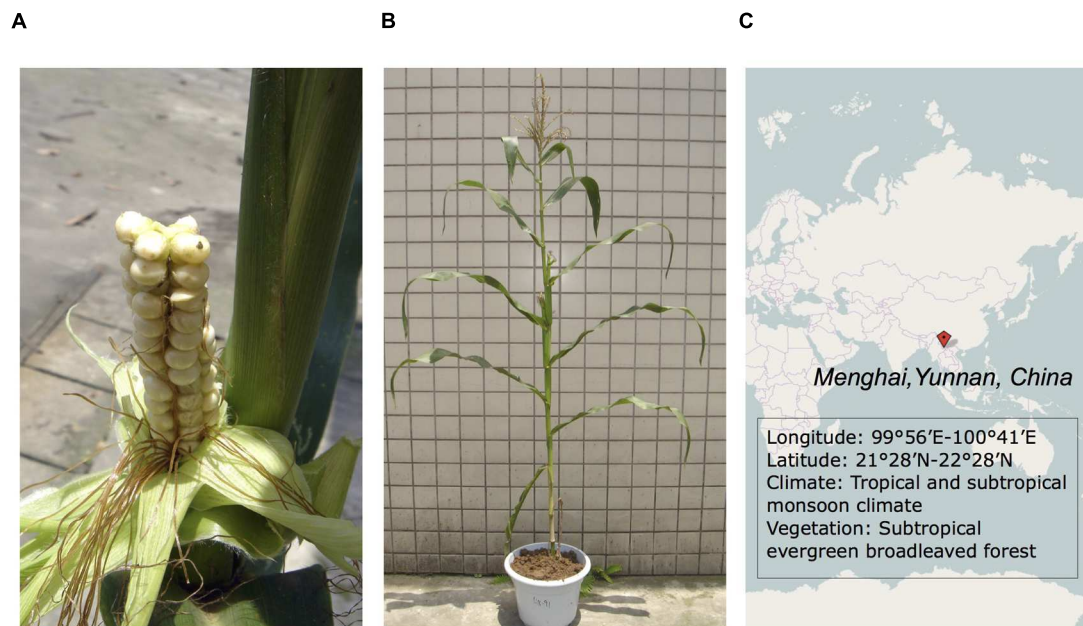 A
B
C
Menghai,Yunnan, China
Longitude: 99°56′E-100°41′E
Latitude: 21°28′N-22°28′N
Climate: Tropical and subtropical
monsoon climate
Vegetation: Subtropical
evergreen broadleaved forest